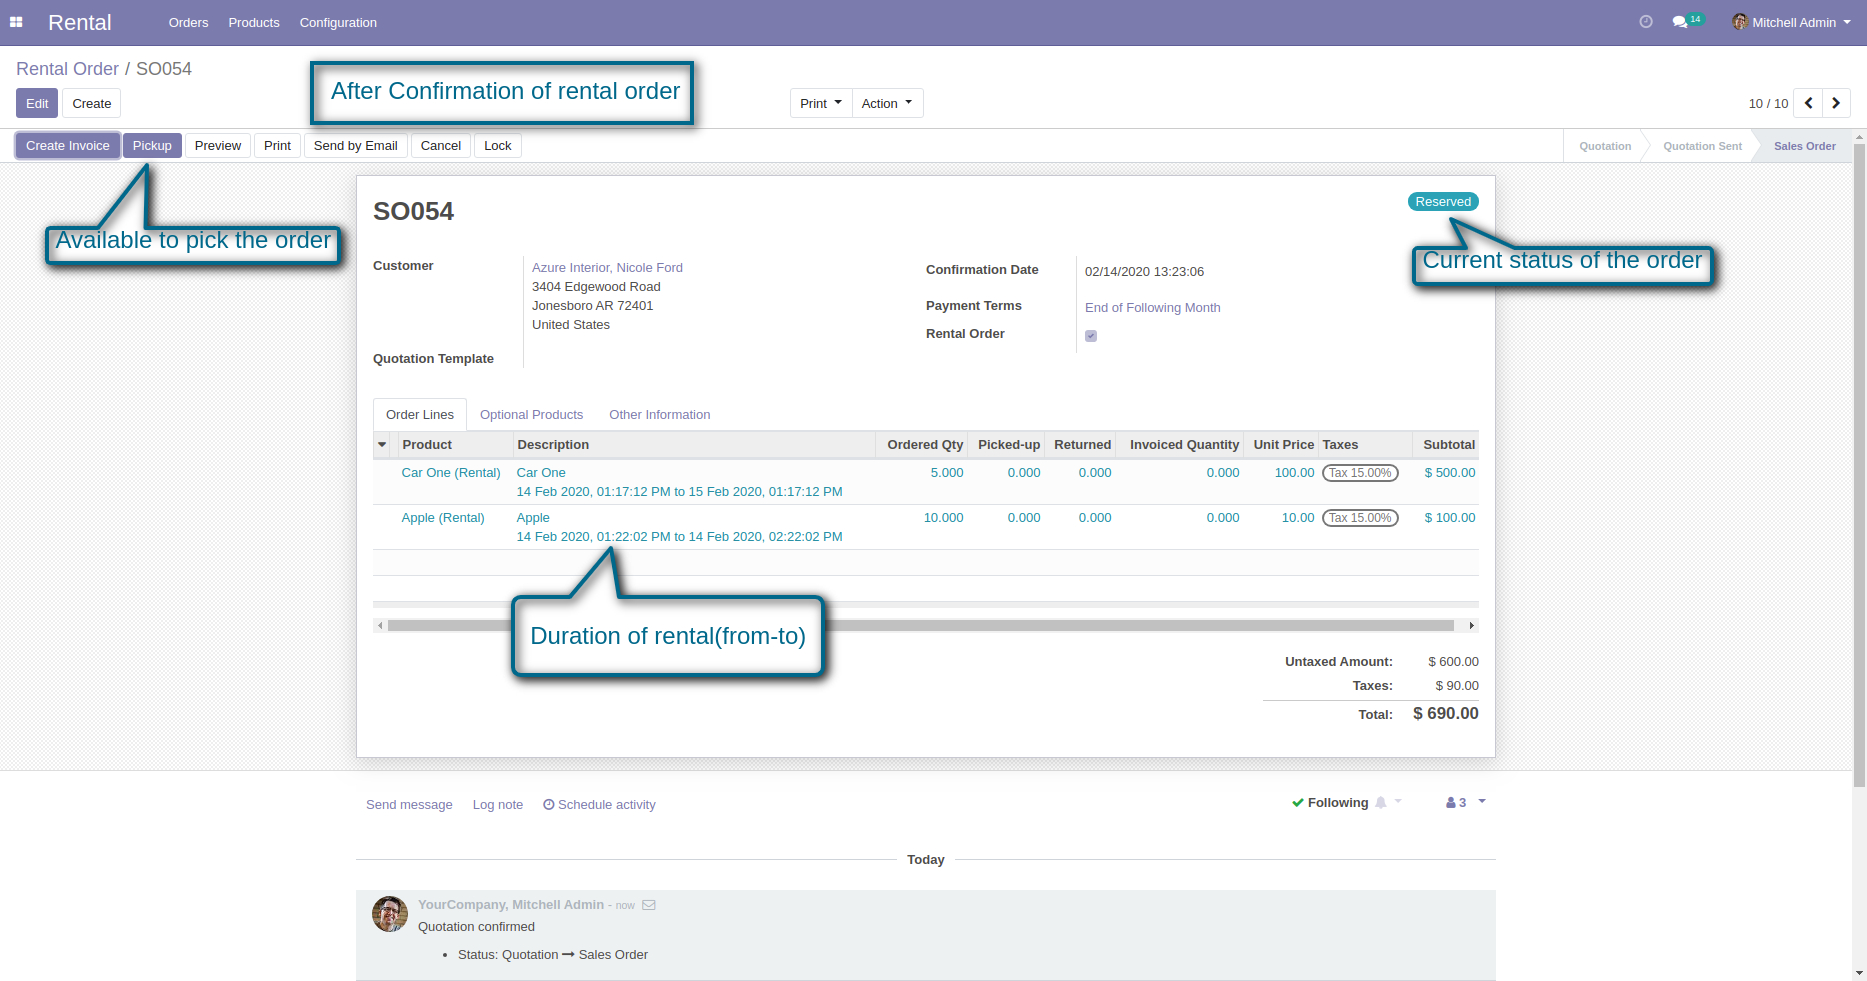 Rental
Orders
Products
Configuration
14
Mitchell Admin
Rental Order / SO054
After Confirmation of rental order
Edit
Create
Print
Action
10 / 10
Create Invoice
Pickup
Preview
Print
Send by Email
Cancel
Lock
Quotation
Quotation Sent
Sales Order
SO054
Reserved
Available to pick the order
Current status of the order
Customer
Azure Interior, Nicole Ford
3404 Edgewood Road
Jonesboro AR 72401
United States
Quotation Template
Confirmation Date
02/14/2020 13:23:06
Payment Terms
End of Following Month
Rental Order
Order Lines
Optional Products
Other Information
Product Description Ordered Qty Picked-up Returned Invoiced Quantity Unit Price Taxes Subtotal
Car One (Rental) Car One 5.000 0.000 0.000 0.000 100.00 Tax 15.00% $ 500.00
14 Feb 2020, 01:17:12 PM to 15 Feb 2020, 01:17:12 PM
Apple (Rental) Apple 10.000 0.000 0.000 0.000 10.00 Tax 15.00% $ 100.00
14 Feb 2020, 01:22:02 PM to 14 Feb 2020, 02:22:02 PM
Duration of rental(from-to)
Untaxed Amount: $ 600.00
Taxes: $ 90.00
Total: $ 690.00
Send message
Log note
Schedule activity
Following
3
Today
YourCompany, Mitchell Admin - now
Quotation confirmed
• Status: Quotation ➞ Sales Order